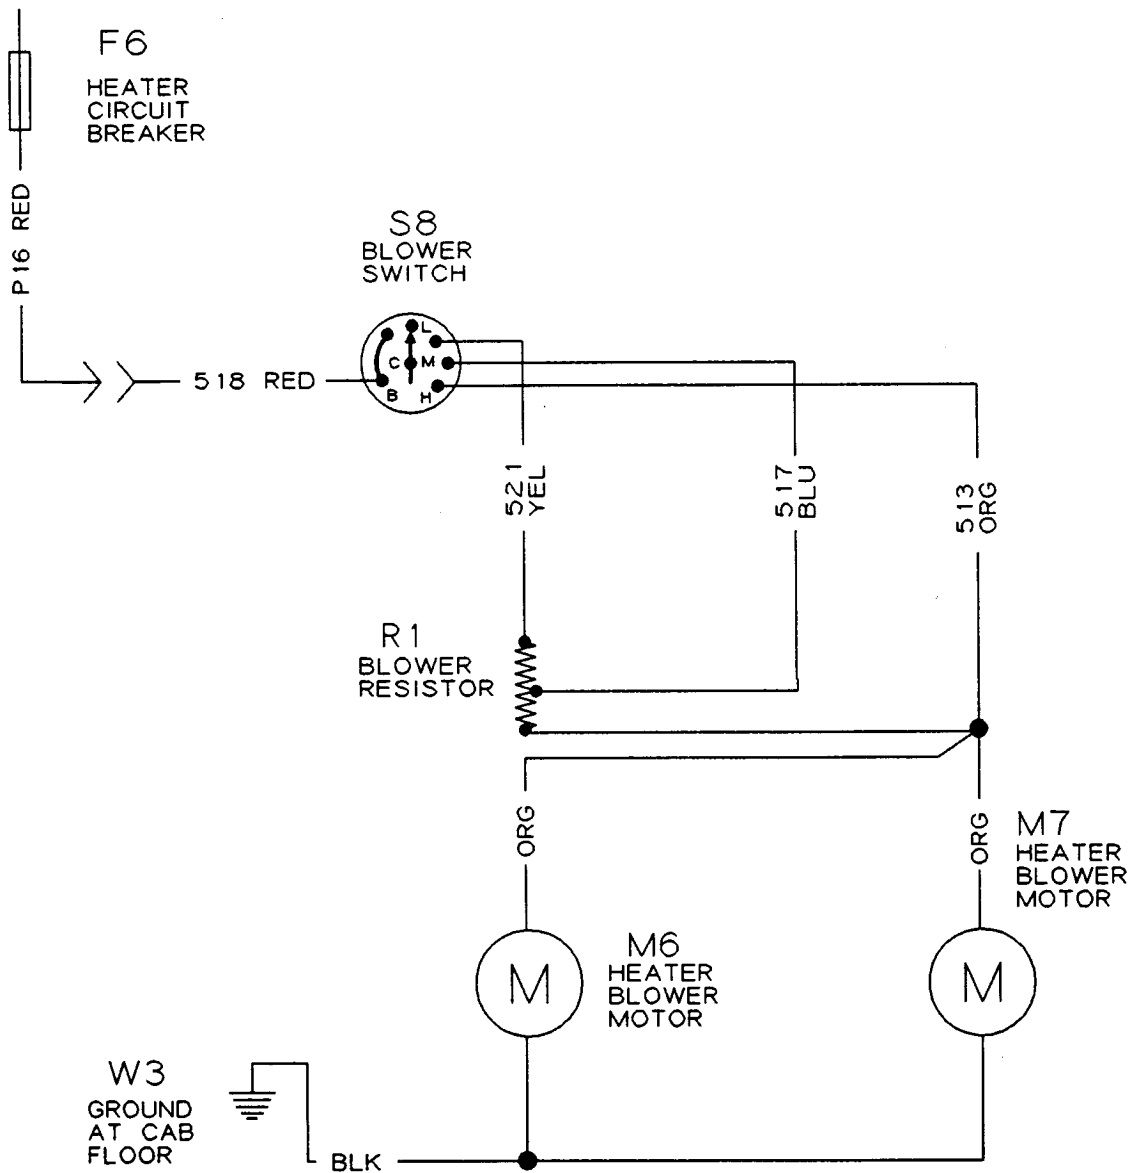 F6
HEATER
CIRCUIT
BREAKER
P16 RED
S8
BLOWER
SWITCH
L
C
M
B
H
518 RED
521
YEL
517
BLU
513
ORG
R1
BLOWER
RESISTOR
ORG
ORG
M7
HEATER
BLOWER
MOTOR
M
M6
HEATER
BLOWER
MOTOR
M
W3
GROUND
AT CAB
FLOOR
BLK